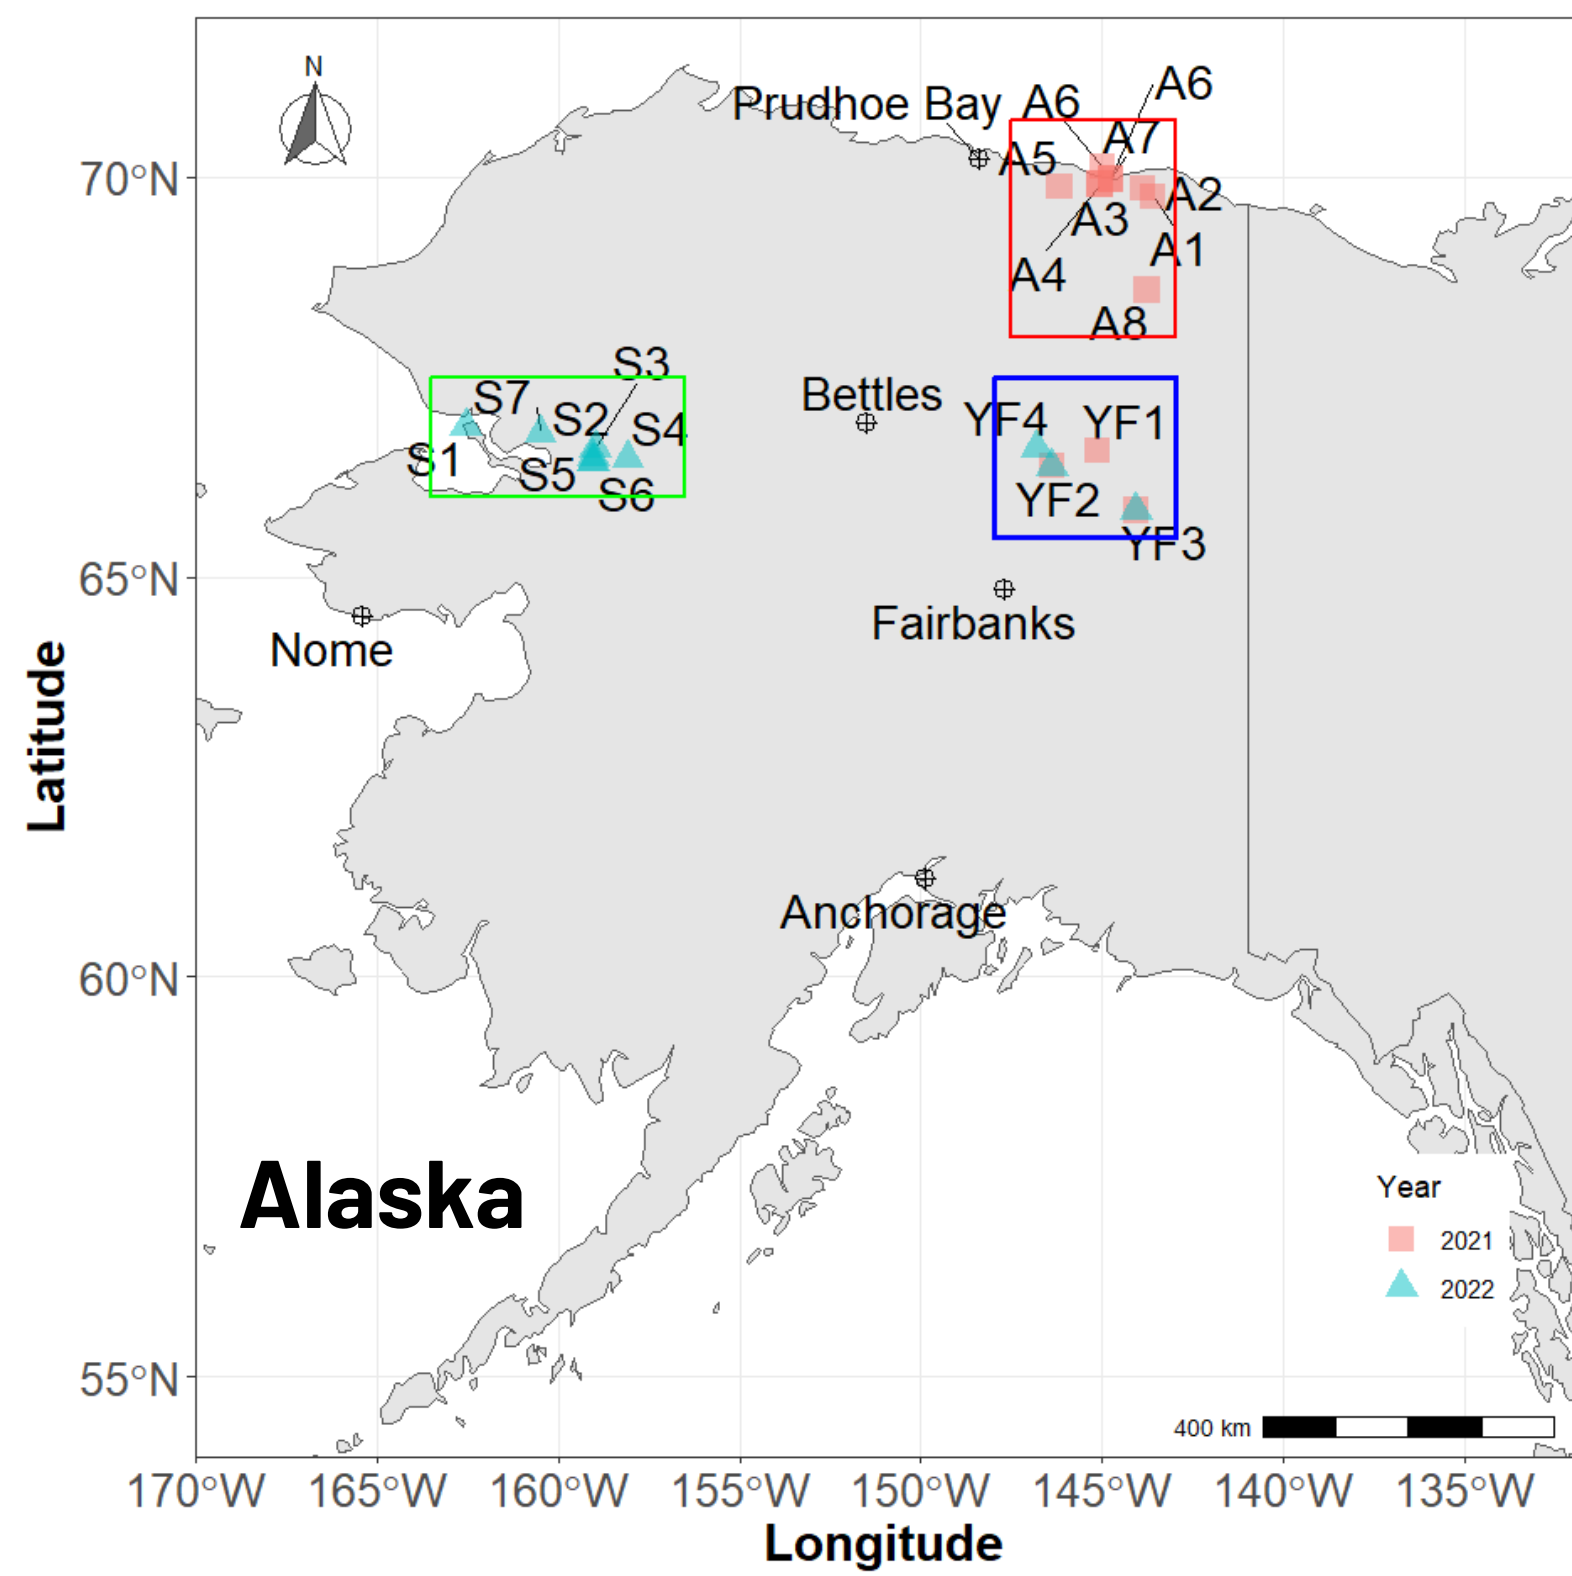 N
Prudhoe Bay
A6
A6
A7
A5
A2
A3
A1
A4
A8
70°N
S3
S7
S2
S4
S1
S5
S6
Bettles
YF4
YF1
YF2
YF3
65°N
Fairbanks
Nome
Latitude
Anchorage
60°N
Alaska
Year
2021
2022
55°N
400 km
170°W
165°W
160°W
155°W
150°W
145°W
140°W
135°W
Longitude